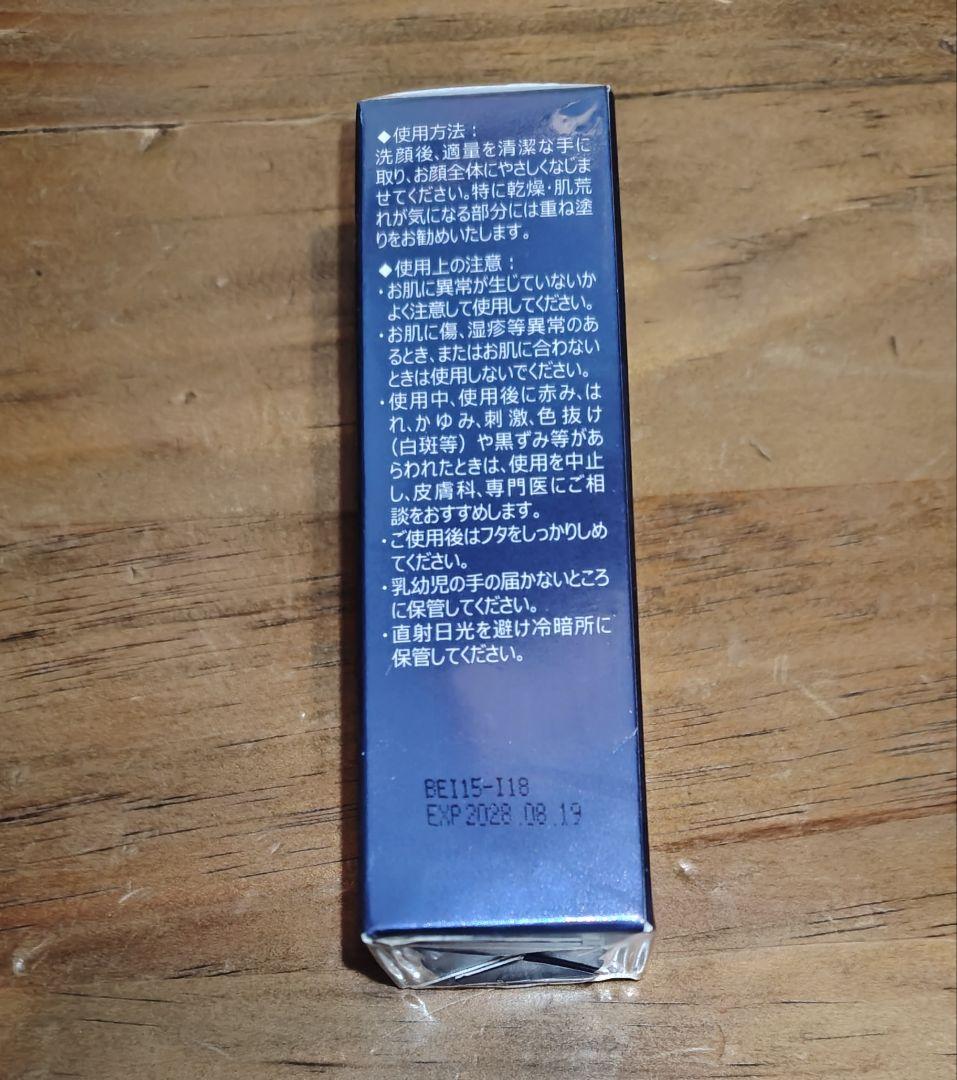 ◆使用方法：
洗顔後、適量を清潔な手に
取り、お顔全体にやさしくなじま
せてください。特に乾燥・肌荒
れが気になる部分には重ね塗
りをお勧めいたします。
◆使用上の注意：
・お肌に異常が生じていないか
よく注意して使用してください。
・お肌に傷、湿疹等異常のあ
るとき、またはお肌に合わない
ときは使用しないでください。
・使用中、使用後に赤み、は
れ、かゆみ、刺激、色抜け
（白斑等）や黒ずみ等があ
らわれたときは、使用を中止
し、皮膚科、専門医にご相
談をおすすめします。
・ご使用後はフタをしっかりしめ
てください。
・乳幼児の手の届かないところ
に保管してください。
・直射日光を避け冷暗所に
保管してください。
BEI15-I18
EXP2028.08.19